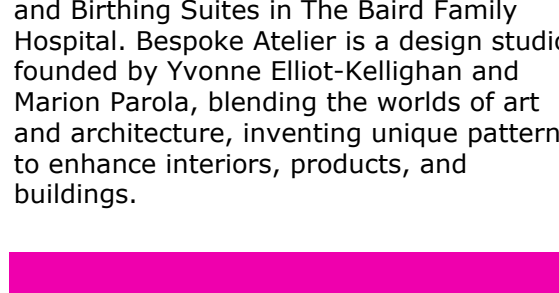 and Birthing Suites in The Baird Family
Hospital. Bespoke Atelier is a design studio
founded by Yvonne Elliot-Kellighan and
Marion Parola, blending the worlds of art
and architecture, inventing unique pattern
to enhance interiors, products, and
buildings.